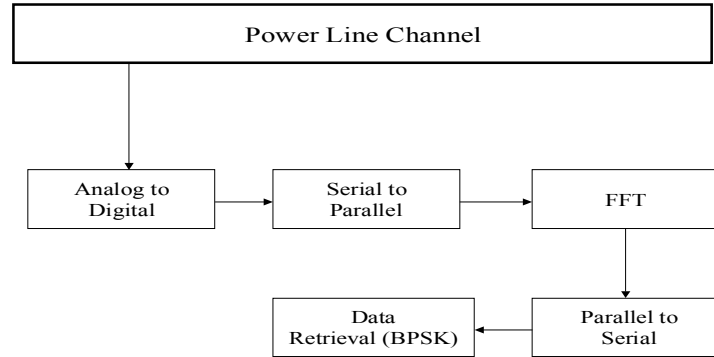 Power Line Channel
Analog to
Digital
Serial to
Parallel
FFT
Parallel to
Serial
Data
Retrieval (BPSK)